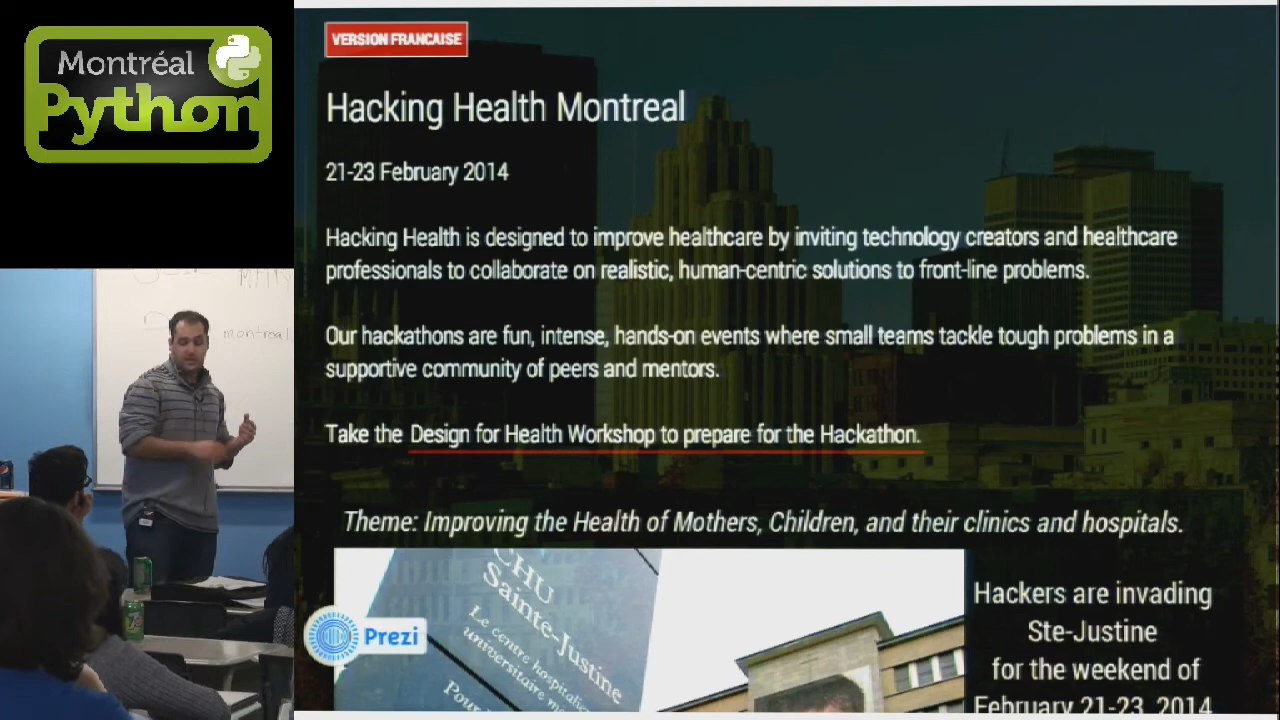 Montréal
Python
montreal
VERSION FRANCAISE
Hacking Health Montreal
21-23 February 2014
Hacking Health is designed to improve healthcare by inviting technology creators and healthcare
professionals to collaborate on realistic, human-centric solutions to front-line problems.
Our hackathons are fun, intense, hands-on events where small teams tackle tough problems in a
supportive community of peers and mentors.
Take the Design for Health Workshop to prepare for the Hackathon.
Theme: Improving the Health of Mothers, Children, and their clinics and hospitals.
CHU
Sainte-Justine
Le centre hospitalie
universitaire m
Pour
Prezi
Hackers are invading
Ste-Justine
for the weekend of
February 21-23, 2014